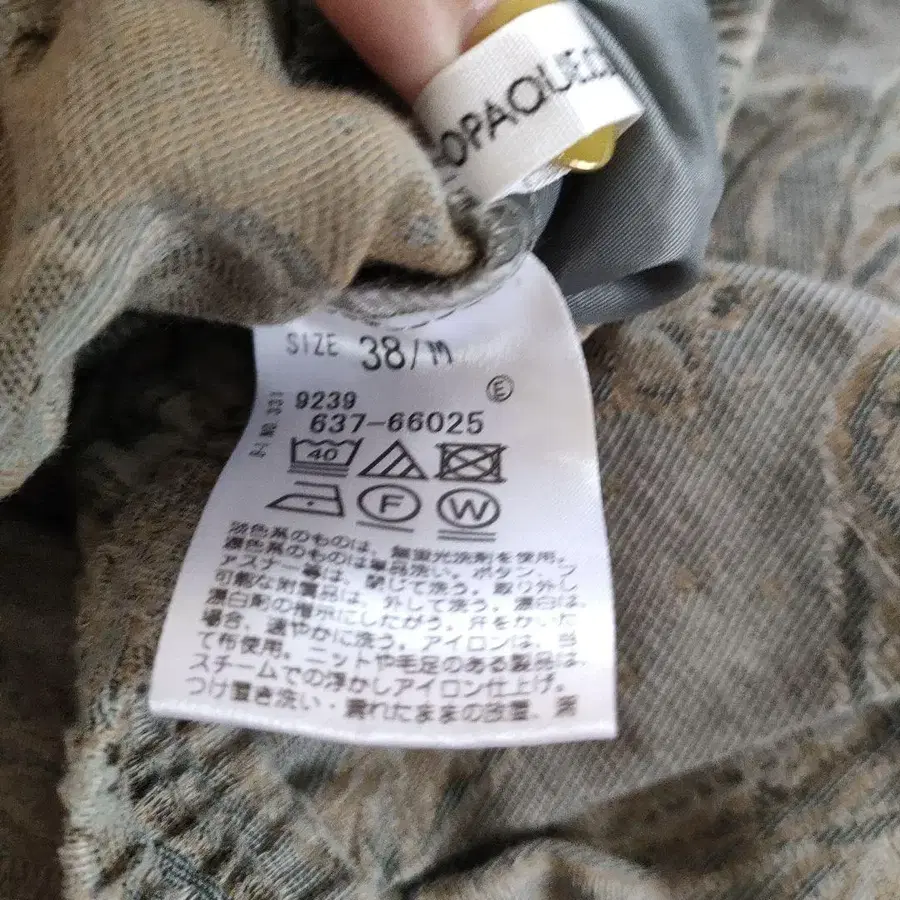 OPAQUE.C
SIZE 38/M
E
9239
637-66025
40
F W
淡色系のものは、無蛍光洗剤を使用。
濃色系のものは単品洗い。ボタン、フ
ァスナー等は、閉じて洗う。取り外し
可能な附属品は、外して洗う。漂白は、
漂白剤の指示にしたがう。汗をかいた
場合、速やかに洗う。アイロンは、当
て布使用。ニットや毛足のある製品は、
スチームでの浮かしアイロン仕上げ。
つけ置き洗い・濡れたままの放置、